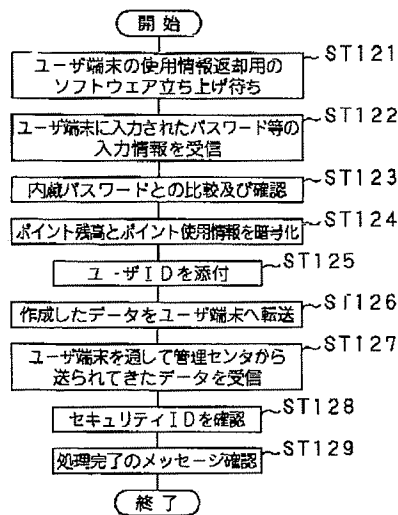 開始
ユーザ端末の使用情報返却用の
ソフトウェア立ち上げ待ち
ST121
ユーザ端末に入力されたパスワード等の
入力情報を受信
ST122
内蔵パスワードとの比較及び確認
ST123
ポイント残高とポイント使用情報を暗号化
ST124
ユーザIDを添付
ST125
作成したデータをユーザ端末へ転送
ST126
ユーザ端末を通して管理センタから
送られてきたデータを受信
ST127
セキュリティIDを確認
ST128
処理完了のメッセージ確認
ST129
終了